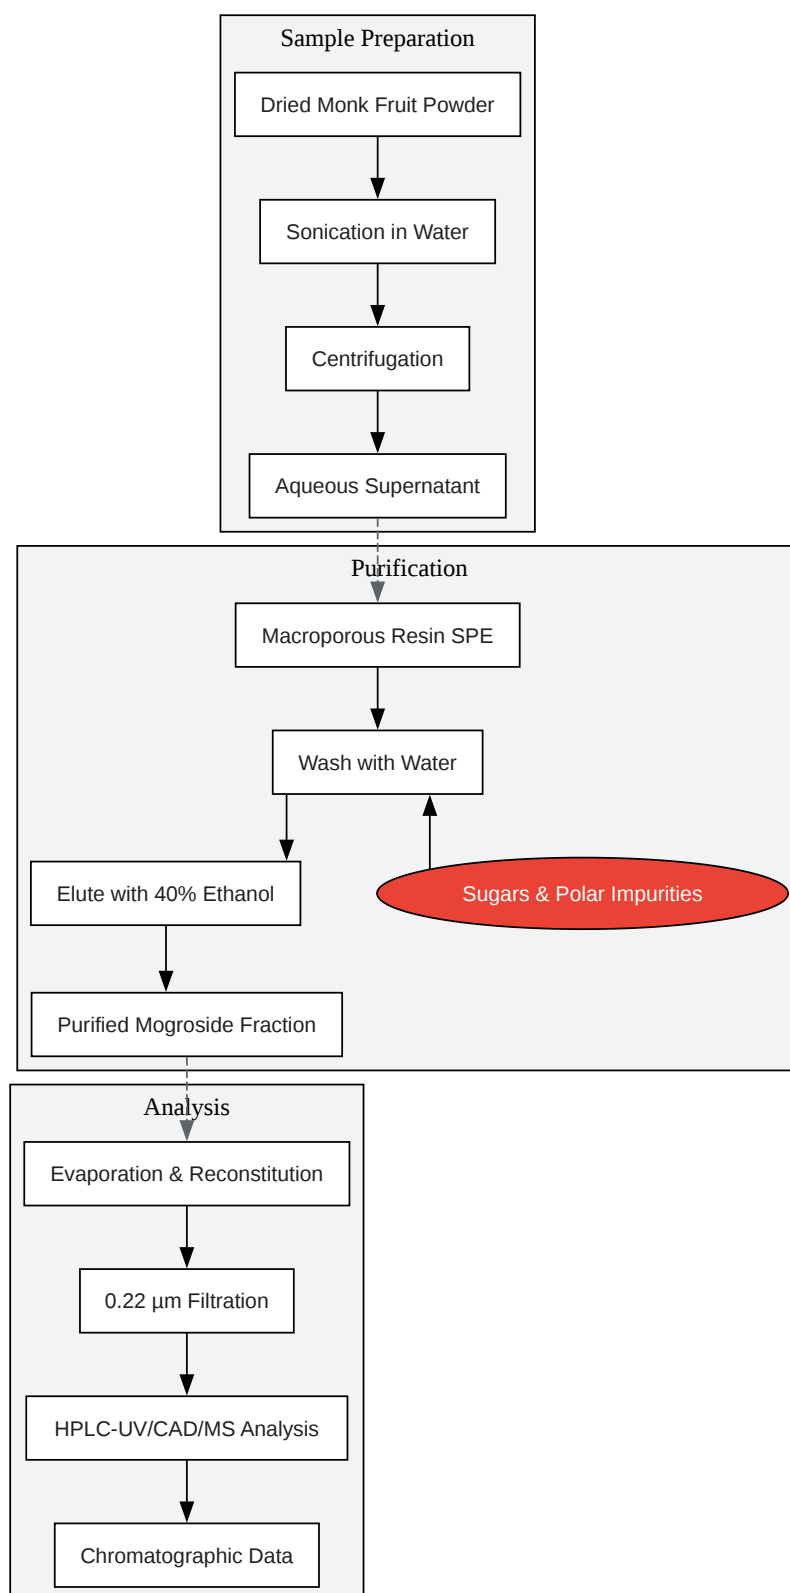 Sample Preparation
Dried Monk Fruit Powder
Sonication in Water
Centrifugation
Aqueous Supernatant
Purification
Macroporous Resin SPE
Wash with Water
Elute with 40% Ethanol
Sugars & Polar Impurities
Purified Mogroside Fraction
Analysis
Evaporation & Reconstitution
0.22 µm Filtration
HPLC-UV/CAD/MS Analysis
Chromatographic Data